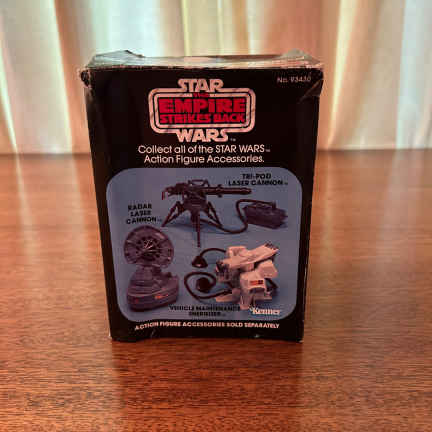 No. 93430
STAR
THE
EMPIRE
STRIKES BACK
WARS™
Collect all of the STAR WARS™
Action Figure Accessories.
TRI-POD
LASER CANNON™
RADAR
LASER
CANNON™
VEHICLE MAINTENANCE
ENERGIZER™
Kenner
ACTION FIGURE ACCESSORIES SOLD SEPARATELY